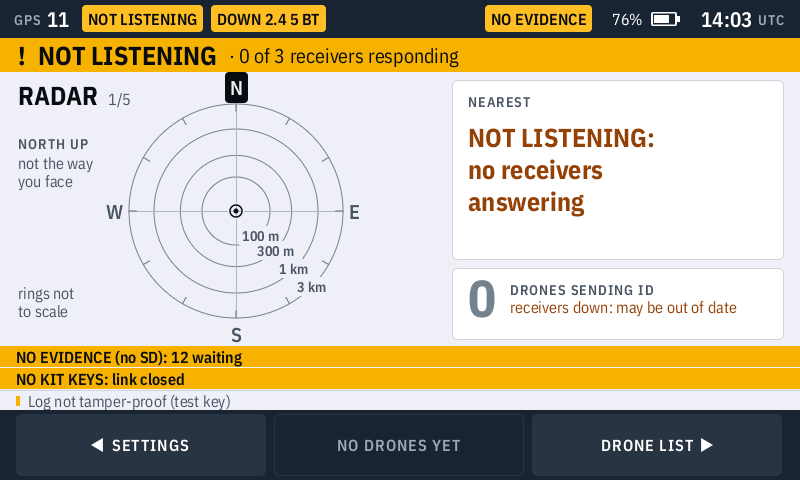 GPS 11 NOT LISTENING DOWN 2.4 5 BT NO EVIDENCE 76% 14:03 UTC
! NOT LISTENING · 0 of 3 receivers responding
RADAR 1/5
NORTH UP
not the way
you face
rings not
to scale
N
W
E
S
100 m
300 m
1 km
3 km
NEAREST
NOT LISTENING:
no receivers
answering
0 DRONES SENDING ID
receivers down: may be out of date
NO EVIDENCE (no SD): 12 waiting
NO KIT KEYS: link closed
Log not tamper-proof (test key)
SETTINGS
NO DRONES YET
DRONE LIST